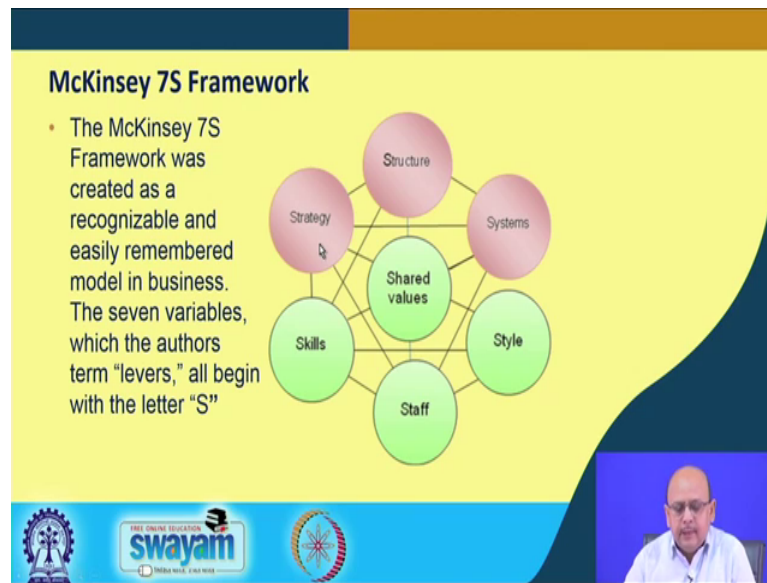 McKinsey 7S Framework
• The McKinsey 7S
Framework was
created as a
recognizable and
easily remembered
model in business.
The seven variables,
which the authors
term “levers,” all begin
with the letter “S”
Structure
Strategy
Systems
Shared
values
Skills
Style
Staff
FREE ONLINE EDUCATION
swayam